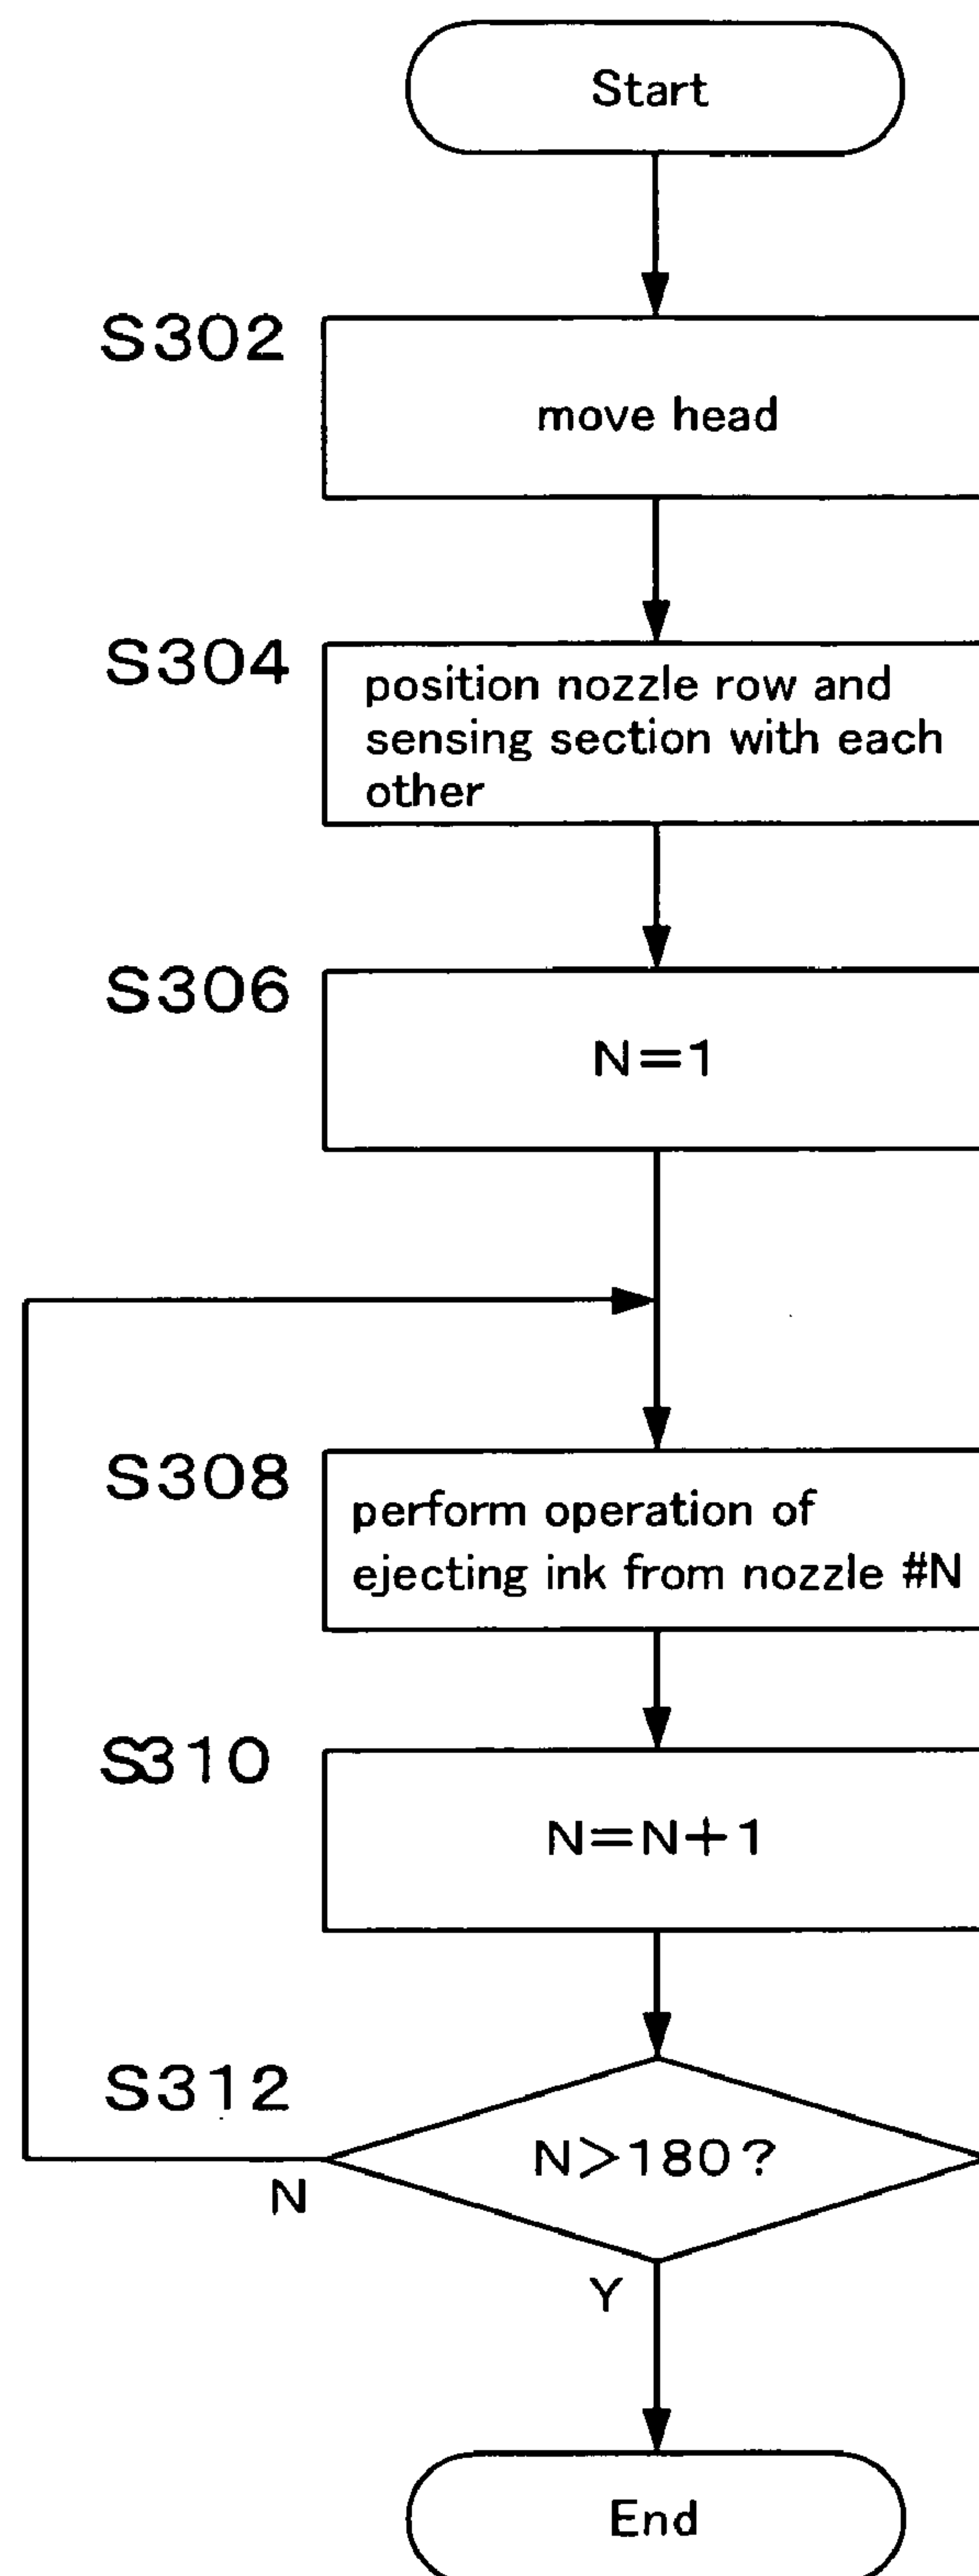 Start
S302
move head
S304
position nozzle row and
sensing section with each
other
S306
N=1
S308
perform operation of
ejecting ink from nozzle #N
S310
N=N+1
S312
N>180?
N
Y
End